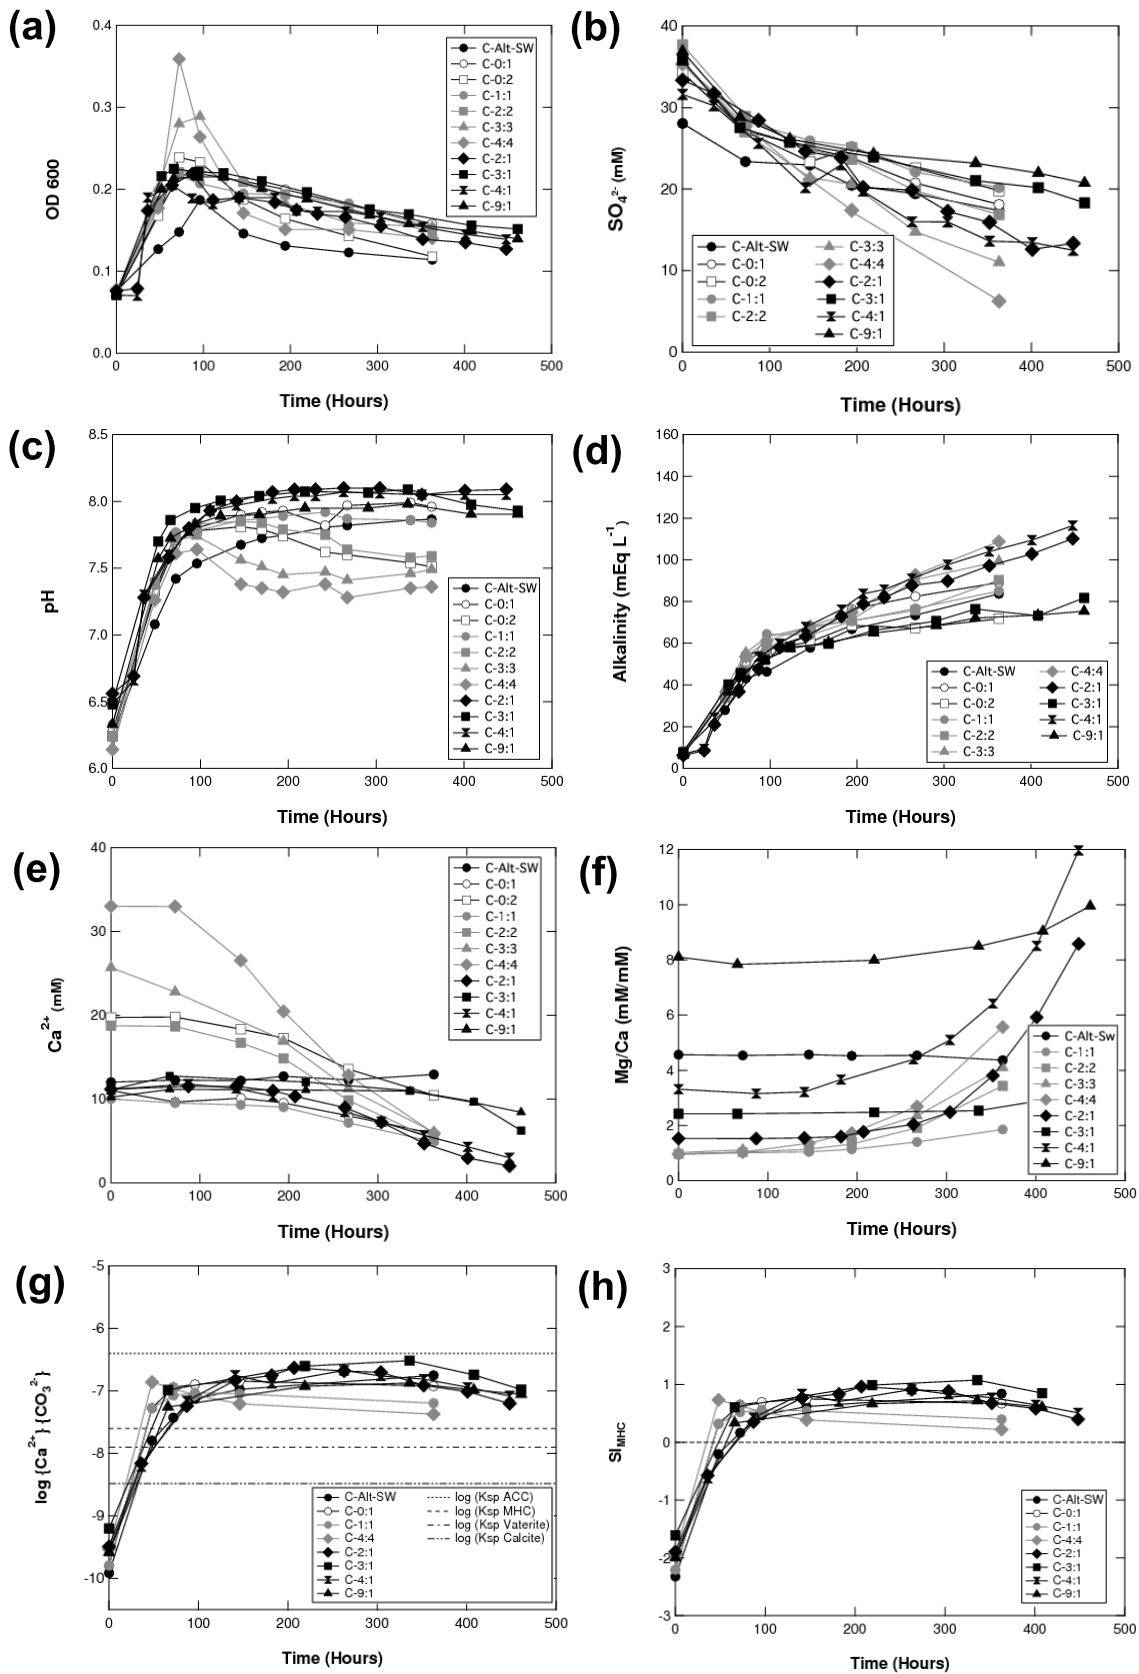 (a)
0.4
0.3
0.2
0.1
0.0
OD 600
0
100
200
300
400
500
Time (Hours)
C-Alt-SW
C-0:1
C-0:2
C-1:1
C-2:2
C-3:3
C-4:4
C-2:1
C-3:1
C-4:1
C-9:1
(b)
40
30
20
10
0
SO₄²⁻ (mM)
0
100
200
300
400
500
Time (Hours)
C-Alt-SW
C-0:1
C-0:2
C-1:1
C-2:2
C-3:3
C-4:4
C-2:1
C-3:1
C-4:1
C-9:1
(c)
8.5
8.0
7.5
7.0
6.5
6.0
pH
0
100
200
300
400
500
Time (Hours)
C-Alt-SW
C-0:1
C-0:2
C-1:1
C-2:2
C-3:3
C-4:4
C-2:1
C-3:1
C-4:1
C-9:1
(d)
160
140
120
100
80
60
40
20
0
Alkalinity (mEq L⁻¹)
0
100
200
300
400
500
Time (Hours)
C-Alt-SW
C-0:1
C-0:2
C-1:1
C-2:2
C-3:3
C-4:4
C-2:1
C-3:1
C-4:1
C-9:1
(e)
40
30
20
10
0
Ca²⁺ (mM)
0
100
200
300
400
500
Time (Hours)
C-Alt-SW
C-0:1
C-0:2
C-1:1
C-2:2
C-3:3
C-4:4
C-2:1
C-3:1
C-4:1
C-9:1
(f)
12
10
8
6
4
2
0
Mg/Ca (mM/mM)
0
100
200
300
400
500
Time (Hours)
C-Alt-Sw
C-1:1
C-2:2
C-3:3
C-4:4
C-2:1
C-3:1
C-4:1
C-9:1
(g)
-5
-6
-7
-8
-9
-10
log {Ca²⁺} {CO₃²⁻}
0
100
200
300
400
500
Time (Hours)
C-Alt-SW
C-0:1
C-1:1
C-4:4
C-2:1
C-3:1
C-4:1
C-9:1
log (Ksp ACC)
log (Ksp MHC)
log (Ksp Vaterite)
log (Ksp Calcite)
(h)
3
2
1
0
-1
-2
-3
SI MHC
0
100
200
300
400
500
Time (Hours)
C-Alt-SW
C-0:1
C-1:1
C-4:4
C-2:1
C-3:1
C-4:1
C-9:1